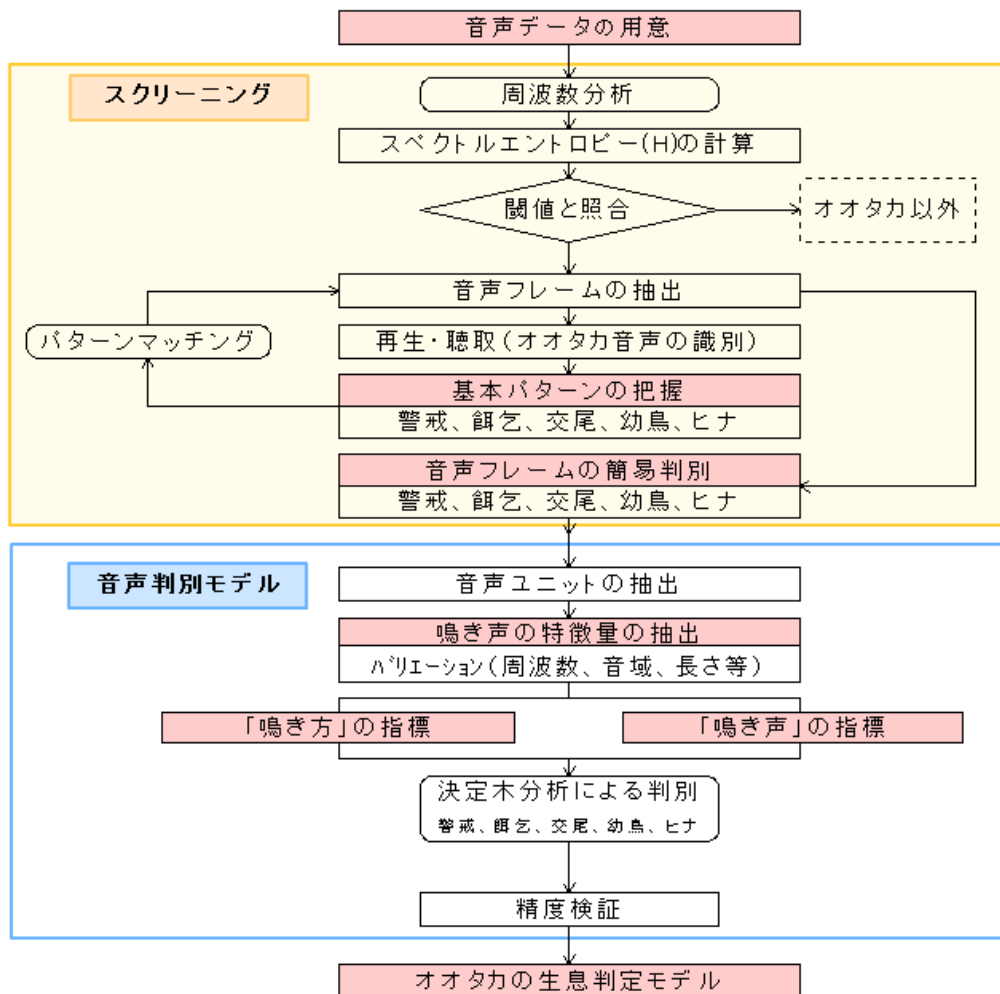 音声データの用意
スクリーニング
周波数分析
スペクトルエントロピー(H)の計算
閾値と照合
オオタカ以外
音声フレームの抽出
パターンマッチング
再生・聴取(オオタカ音声の識別)
基本パターンの把握
警戒、餌乞、交尾、幼鳥、ヒナ
音声フレームの簡易判別
警戒、餌乞、交尾、幼鳥、ヒナ
音声判別モデル
音声ユニットの抽出
鳴き声の特徴量の抽出
バリエーション(周波数、音域、長さ等)
「鳴き方」の指標
「鳴き声」の指標
決定木分析による判別
警戒、餌乞、交尾、幼鳥、ヒナ
精度検証
オオタカの生息判定モデル